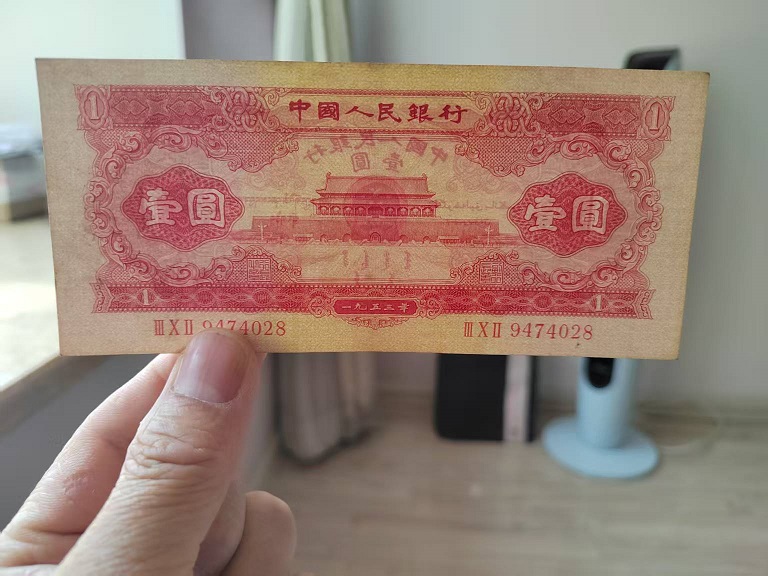 1 中國人民銀行 1
壹圓 壹圓
1 一九五三年 1
ⅢⅩⅡ 9474028 ⅢⅩⅡ 9474028